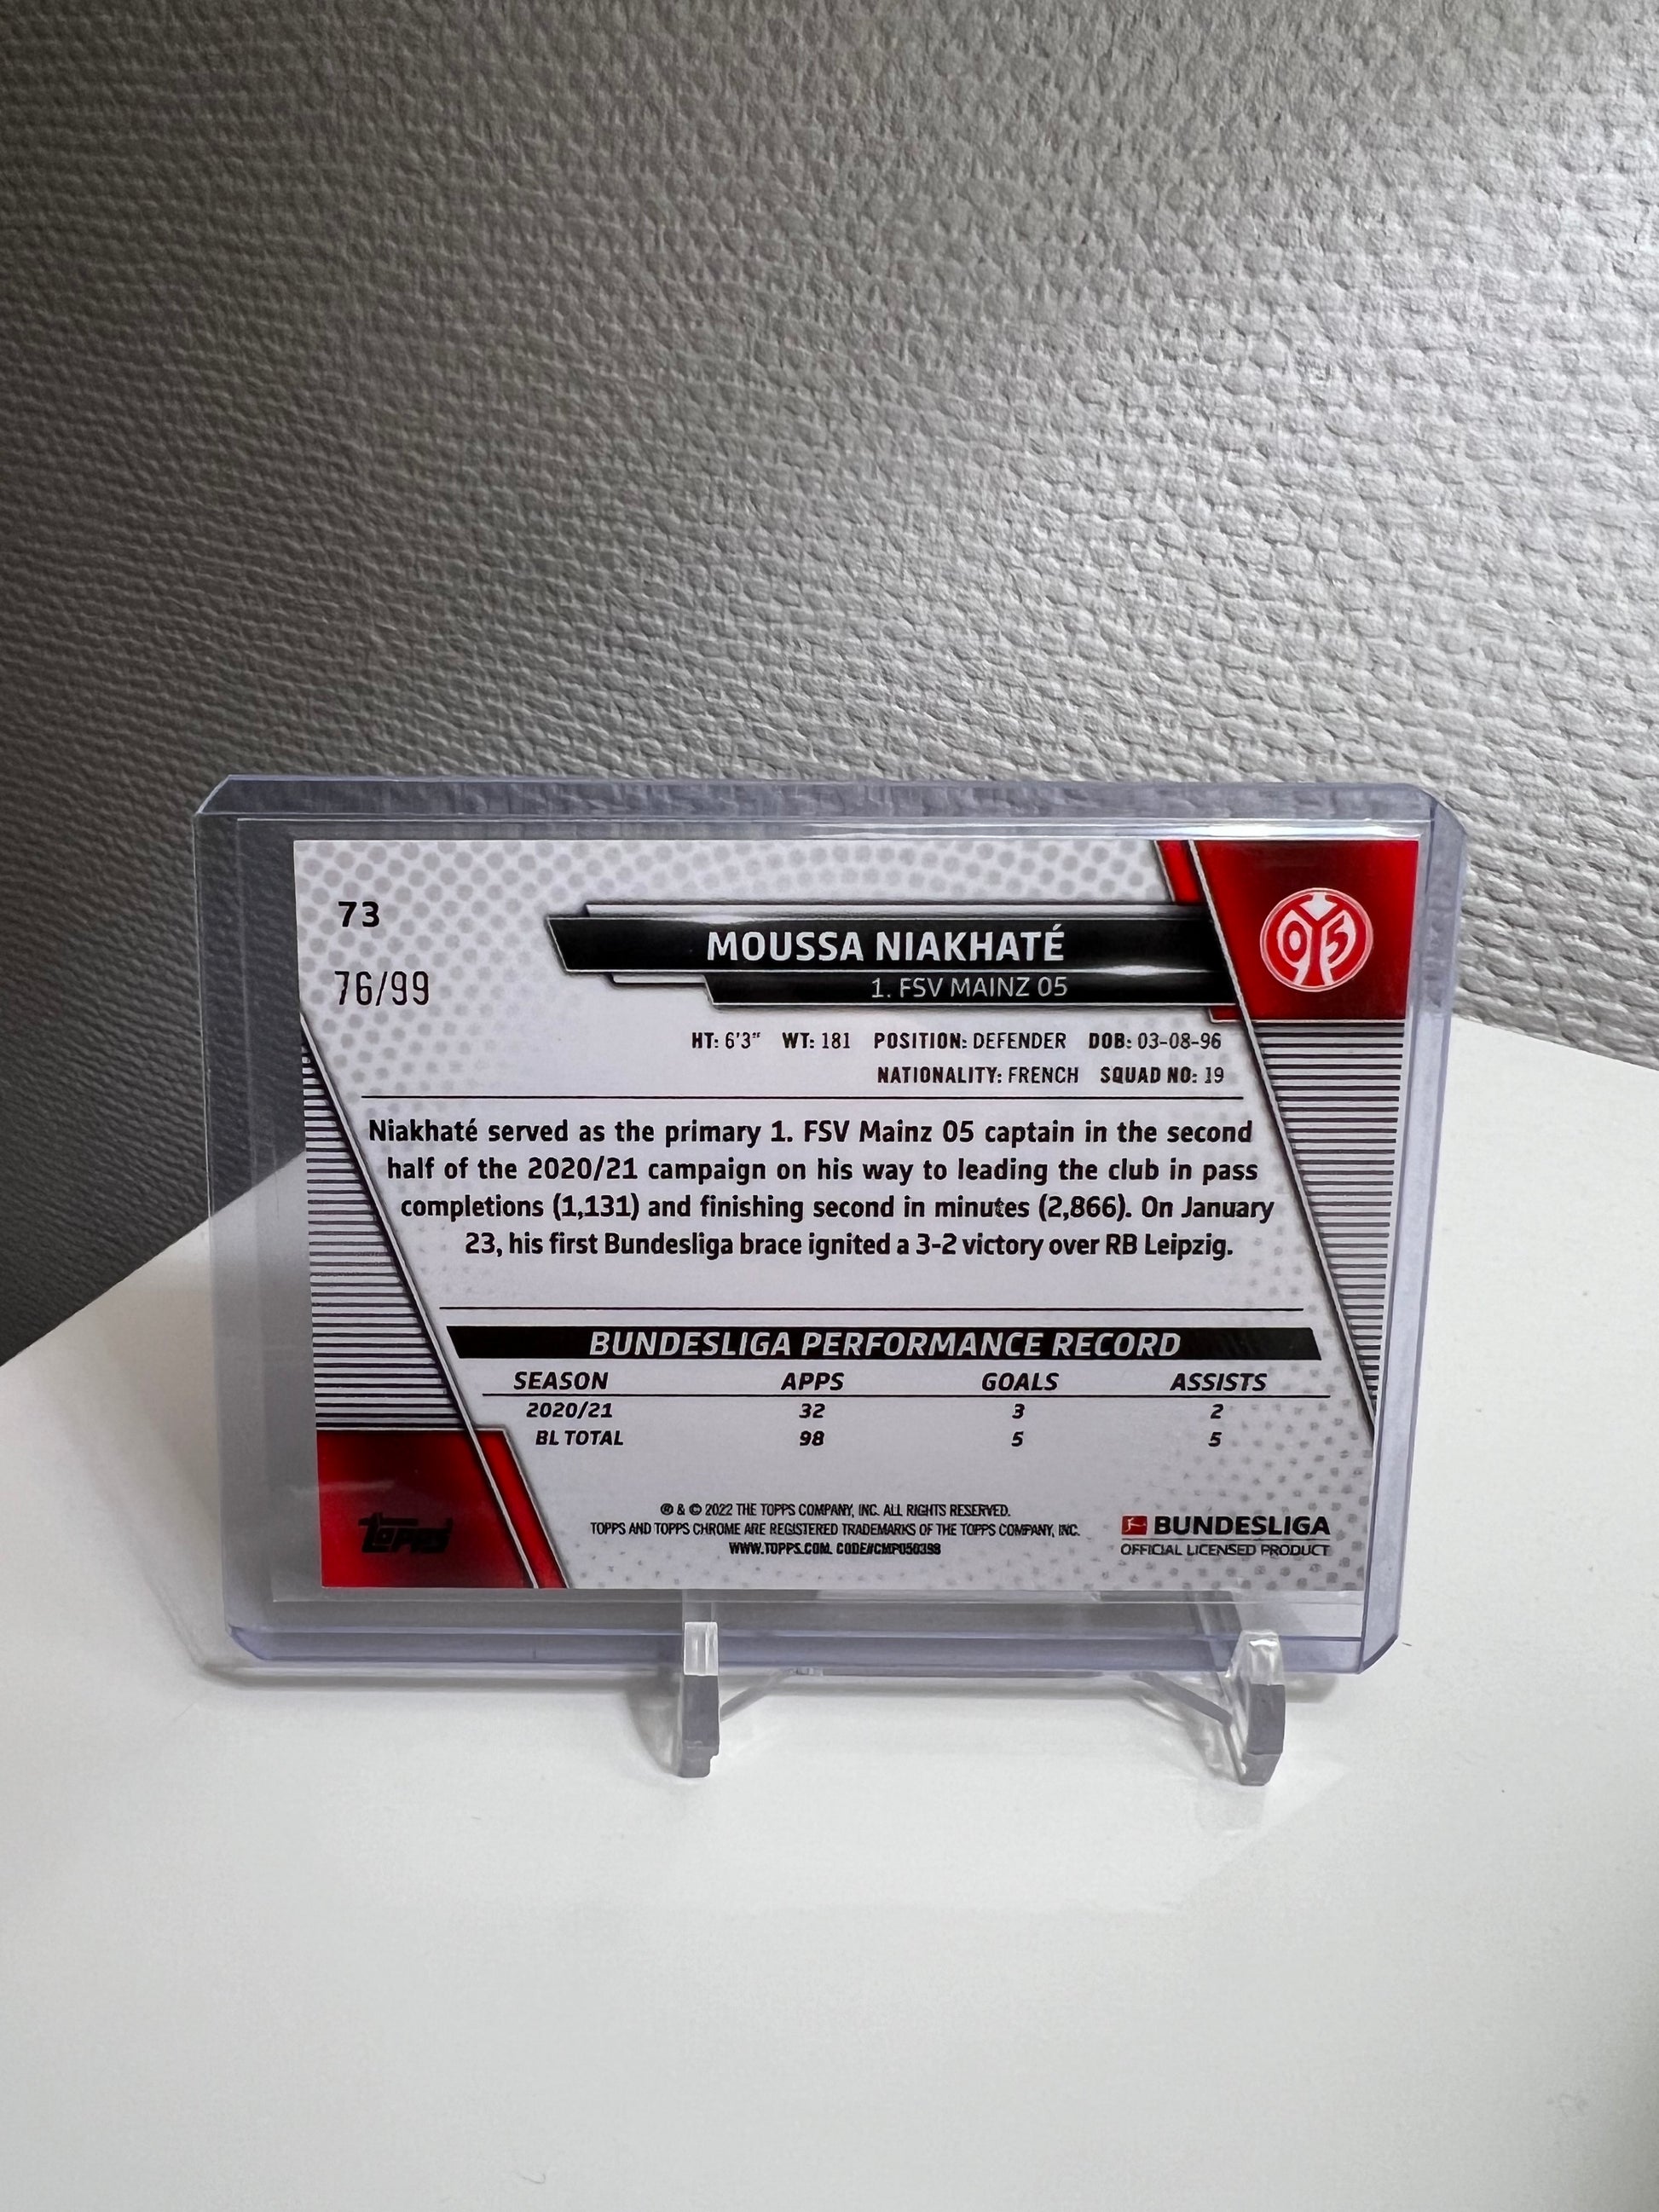 73
76/99
MOUSSA NIAKHATÉ
1. FSV MAINZ 05
05
HT: 6'3" WT: 181 POSITION: DEFENDER DOB: 03-08-96
NATIONALITY: FRENCH SQUAD NO: 19
Niakhaté served as the primary 1. FSV Mainz 05 captain in the second
half of the 2020/21 campaign on his way to leading the club in pass
completions (1,131) and finishing second in minutes (2,866). On January
23, his first Bundesliga brace ignited a 3-2 victory over RB Leipzig.
BUNDESLIGA PERFORMANCE RECORD
SEASON APPS GOALS ASSISTS
2020/21 32 3 2
BL TOTAL 98 5 5
® & © 2022 THE TOPPS COMPANY, INC. ALL RIGHTS RESERVED.
TOPPS AND TOPPS CHROME ARE REGISTERED TRADEMARKS OF THE TOPPS COMPANY, INC.
WWW.TOPPS.COM. CODE#CMP050398
topps
BUNDESLIGA
OFFICIAL LICENSED PRODUCT